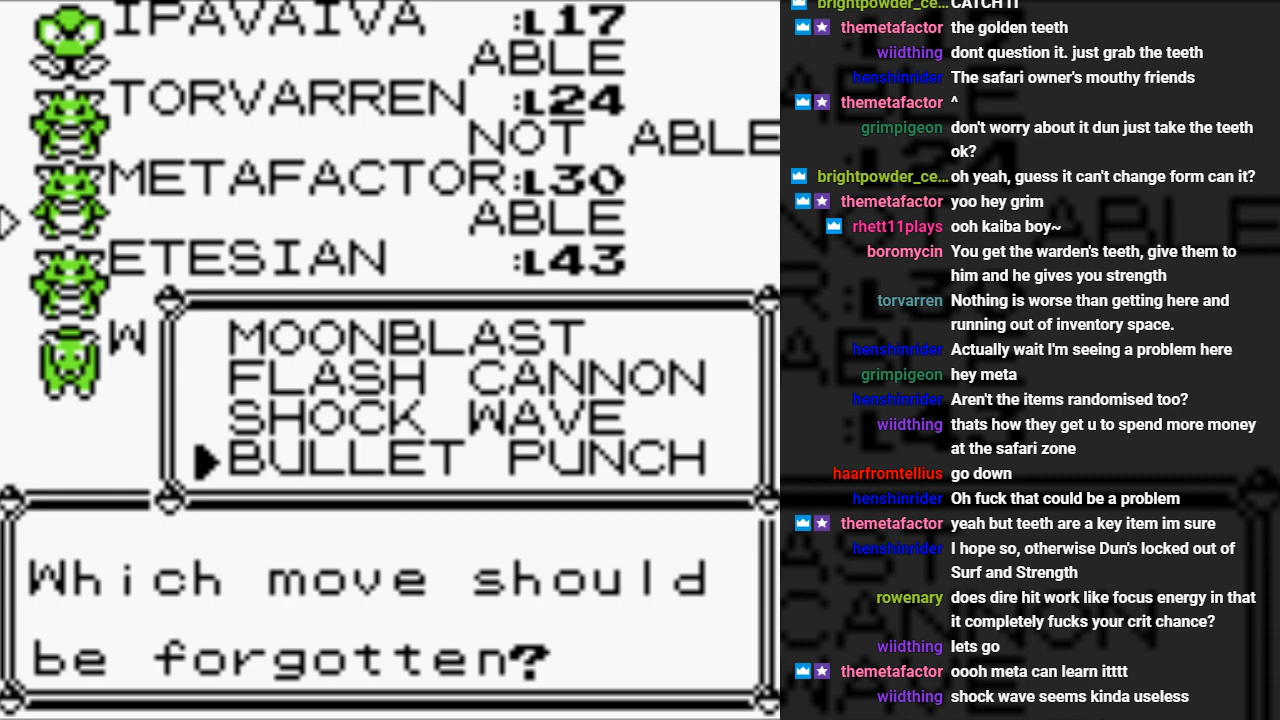 IPAVAIVA :L17
ABLE
TORVARREN :L24
NOT ABLE
METAFACTOR:L30
ABLE
ETESIAN :L43
W
MOONBLAST
FLASH CANNON
SHOCK WAVE
BULLET PUNCH
Which move should
be forgotten?
brightpowder_ce... CATCH IT
themetafactor the golden teeth
wiidthing dont question it. just grab the teeth
henshinrider The safari owner's mouthy friends
themetafactor ^
grimpigeon don't worry about it dun just take the teeth
ok?
brightpowder_ce... oh yeah, guess it can't change form can it?
themetafactor yoo hey grim
rhett11plays ooh kaiba boy~
boromycin You get the warden's teeth, give them to
him and he gives you strength
torvarren Nothing is worse than getting here and
running out of inventory space.
henshinrider Actually wait I'm seeing a problem here
grimpigeon hey meta
henshinrider Aren't the items randomised too?
wiidthing thats how they get u to spend more money
at the safari zone
haarfromtellius go down
henshinrider Oh fuck that could be a problem
themetafactor yeah but teeth are a key item im sure
henshinrider I hope so, otherwise Dun's locked out of
Surf and Strength
rowenary does dire hit work like focus energy in that
it completely fucks your crit chance?
wiidthing lets go
themetafactor oooh meta can learn itttt
wiidthing shock wave seems kinda useless